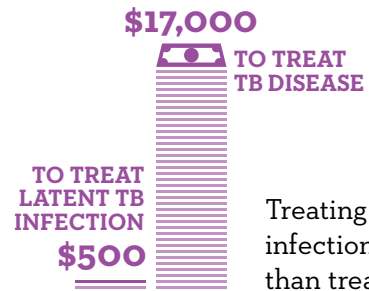 $17,000
TO TREAT
TB DISEASE
TO TREAT
LATENT TB
INFECTION
$500
Treating
infection
than trea